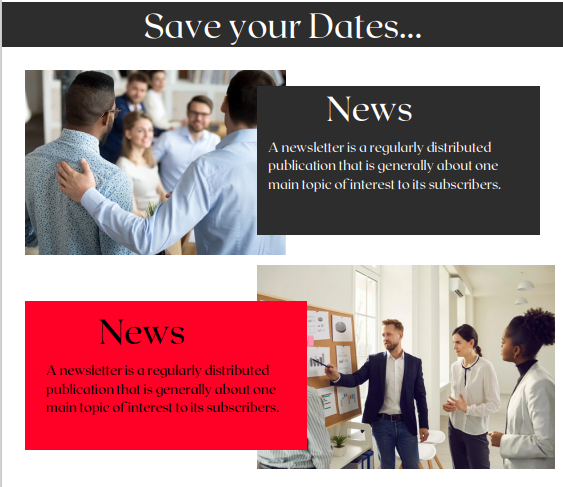 Save your Dates...
News
A newsletter is a regularly distributed
publication that is generally about one
main topic of interest to its subscribers.
News
A newsletter is a regularly distributed
publication that is generally about one
main topic of interest to its subscribers.